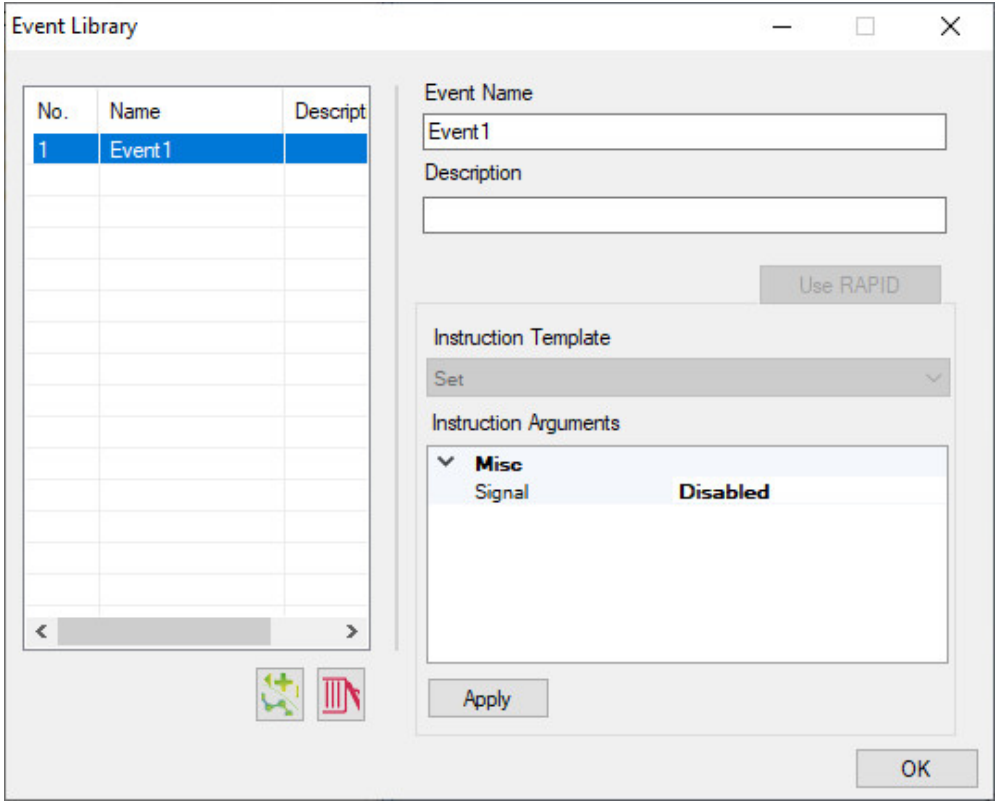 Event Library
No. Name Descripti
1 Event1
Event Name
Event1
Description
Use RAPID
Instruction Template
Set
Instruction Arguments
Misc
Signal Disabled
Apply
OK